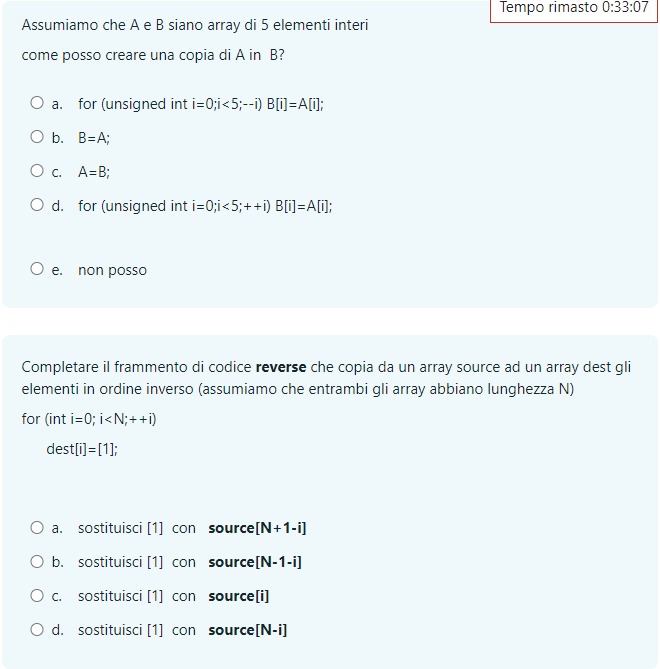 Tempo rimasto 0:33:07
Assumiamo che A e B siano array di 5 elementi interi
come posso creare una copia di A in B?
a. for (unsigned int i=0;i<5;--i) B[i]=A[i];
b. B=A;
c. A=B;
d. for (unsigned int i=0;i<5;++i) B[i]=A[i];
e. non posso
Completare il frammento di codice reverse che copia da un array source ad un array dest gli
elementi in ordine inverso (assumiamo che entrambi gli array abbiano lunghezza N)
for (int i=0; i<N;++i)
dest[i]=[1];
a. sostituisci [1] con source[N+1-i]
b. sostituisci [1] con source[N-1-i]
c. sostituisci [1] con source[i]
d. sostituisci [1] con source[N-i]